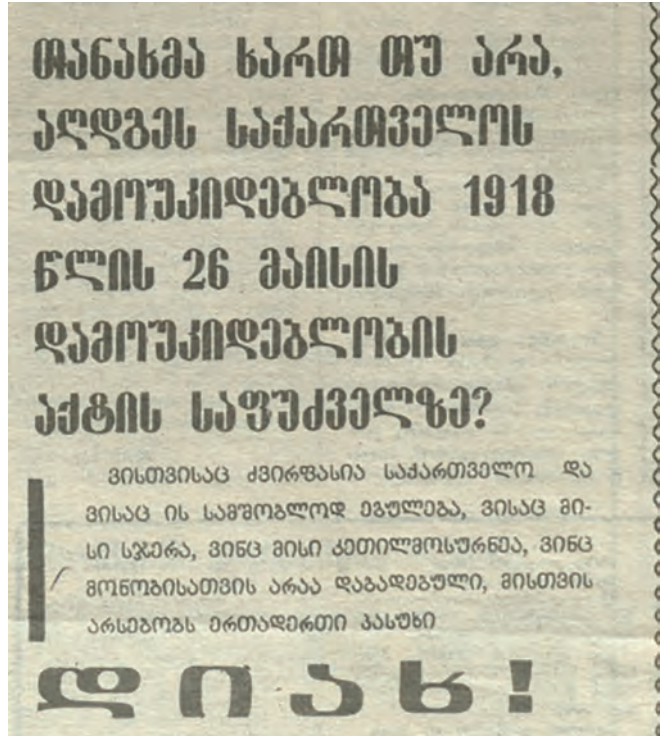 თანახმა ხართ თუ არა,
აღდგეს საქართველოს
დამოუკიდებლობა 1918
წლის 26 მაისის
დამოუკიდებლობის
აქტის საფუძველზე?
ვისთვისაც ძვირფასია საქართველო და
ვისაც ის სამშობლოდ ეგულება, ვისაც მი-
სი სჯერა, ვინც მისი კეთილმოსურნეა, ვინც
მონობისათვის არაა დაბადებული, მისთვის
არსებობს ერთადერთი პასუხი
დიახ!